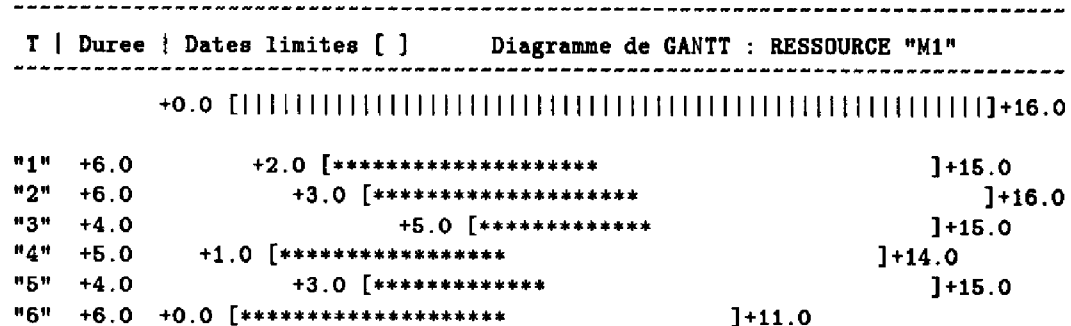 --------------------------------------------------------------------------------
T | Duree | Dates limites [ ]      Diagramme de GANTT : RESSOURCE "M1"
--------------------------------------------------------------------------------
+0.0 [||||||||||||||||||||||||||||||||||||||||||||||||||||||||]+16.0
"1" +6.0 +2.0 [******************** ]+15.0
"2" +6.0 +3.0 [******************** ]+16.0
"3" +4.0 +5.0 [************* ]+15.0
"4" +5.0 +1.0 [***************** ]+14.0
"5" +4.0 +3.0 [************* ]+15.0
"6" +6.0 +0.0 [******************** ]+11.0